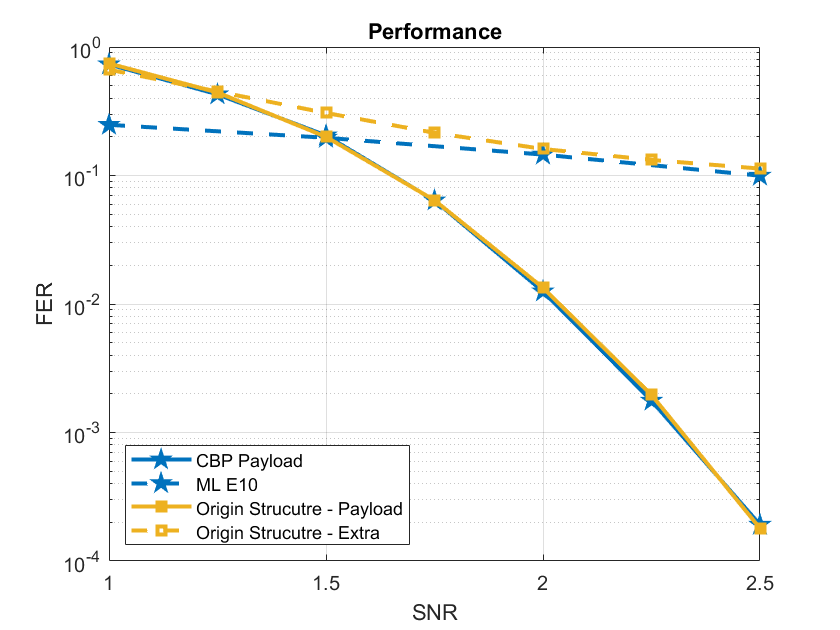 Performance
10^0
10^-1
10^-2
10^-3
10^-4
FER
CBP Payload
ML E10
Origin Strucutre - Payload
Origin Strucutre - Extra
1
1.5
2
2.5
SNR